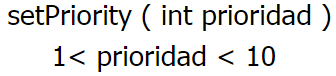 setPriority ( int prioridad )
1< prioridad < 10